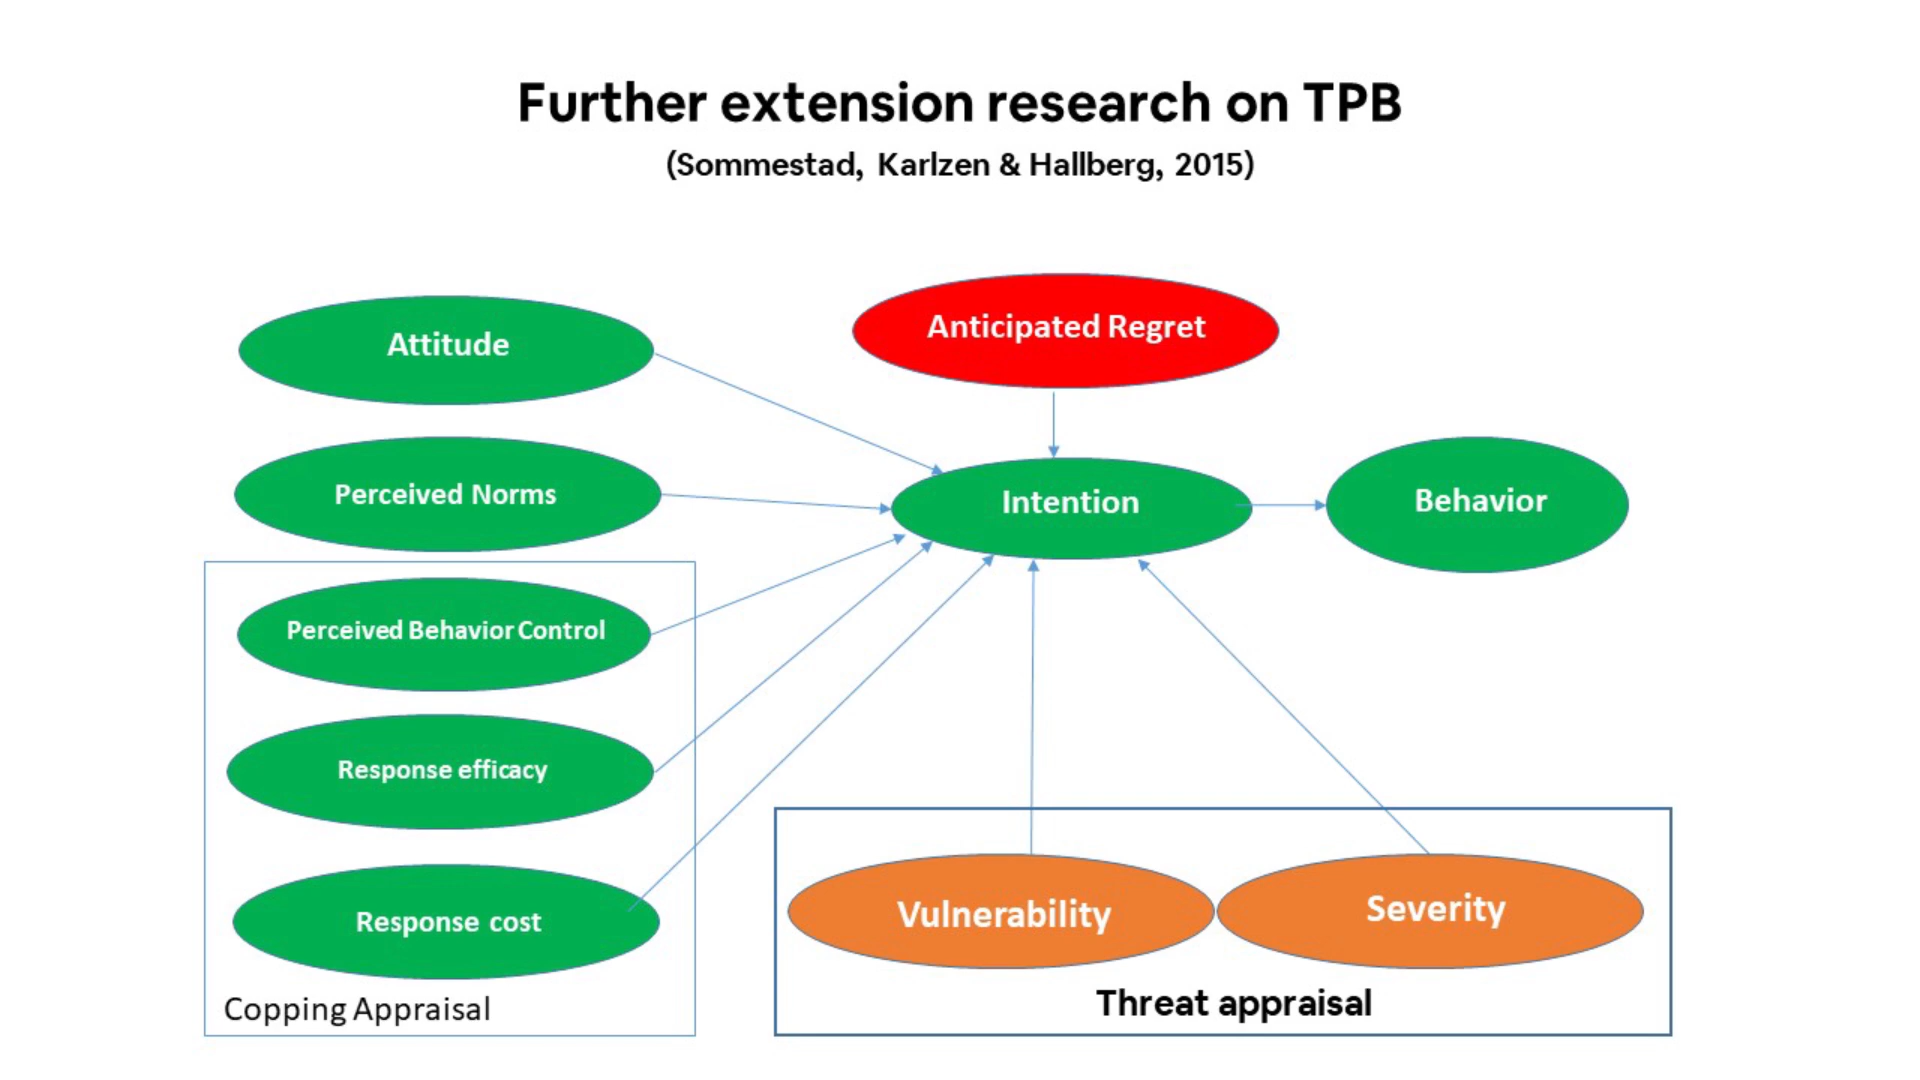 Further extension research on TPB
(Sommestad, Karlzen & Hallberg, 2015)
Anticipated Regret
Attitude
Perceived Norms
Intention
Behavior
Perceived Behavior Control
Response efficacy
Response cost
Vulnerability
Severity
Copping Appraisal
Threat appraisal